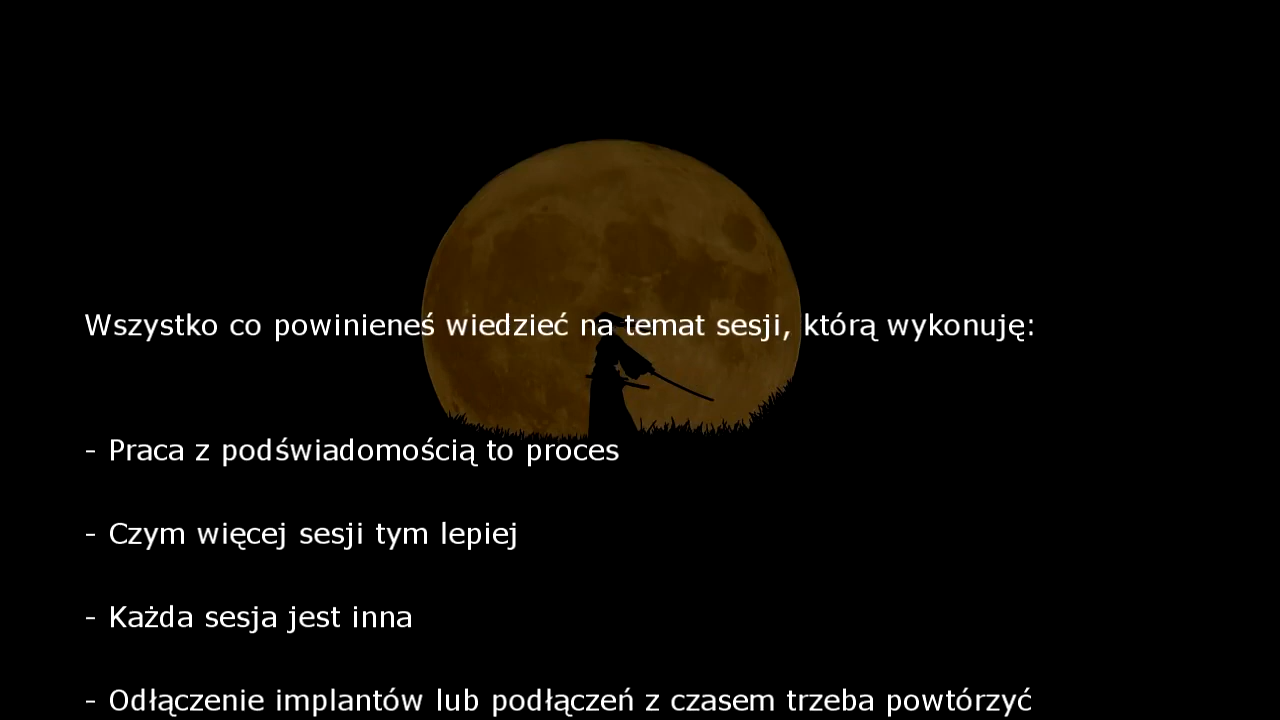 Wszystko co powinieneś wiedzieć na temat sesji, którą wykonuję:
- Praca z podświadomością to proces
- Czym więcej sesji tym lepiej
- Każda sesja jest inna
- Odłączenie implantów lub podłączeń z czasem trzeba powtórzyć